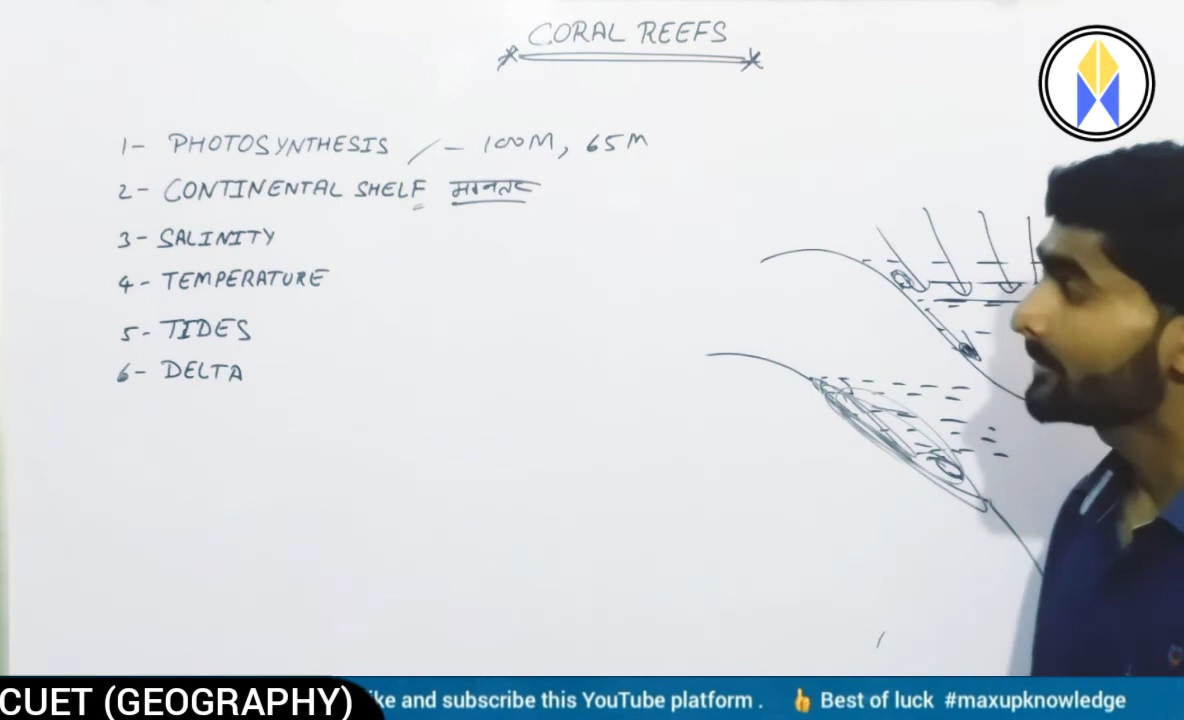 CORAL REEFS
1- PHOTOSYNTHESIS /- 100M, 65M
2- CONTINENTAL SHELF मग्नतट
3- SALINITY
4- TEMPERATURE
5- TIDES
6- DELTA
CUET (GEOGRAPHY) ike and subscribe this YouTube platform . 👍 Best of luck #maxupknowledge